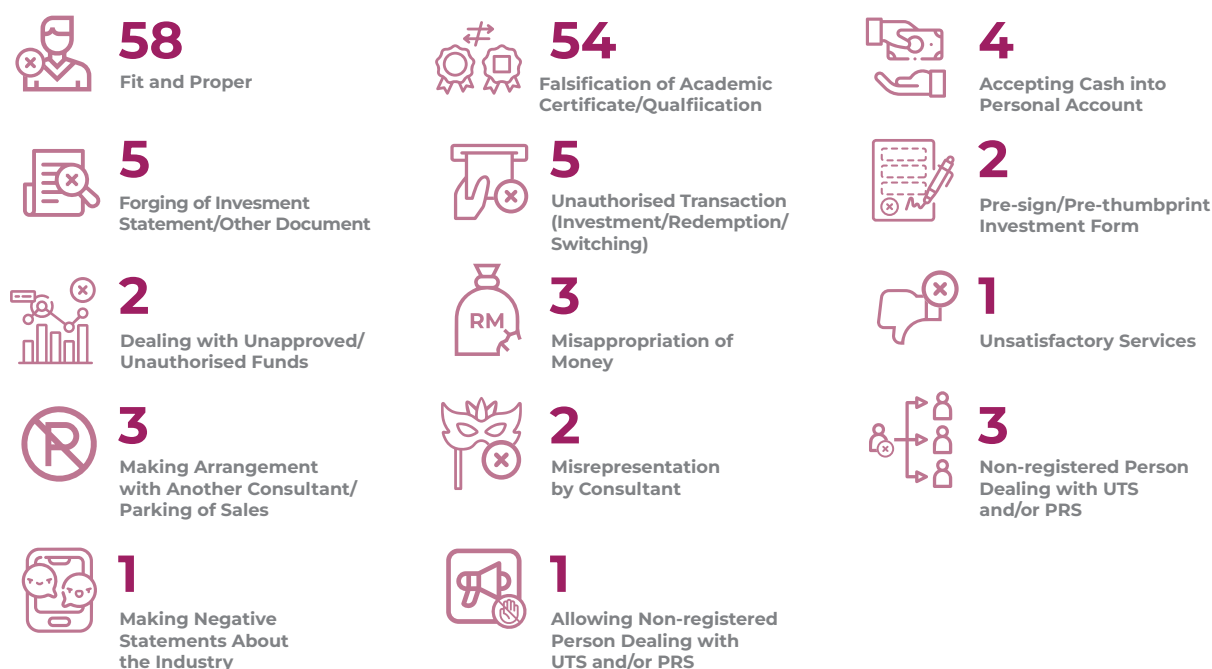 58
Fit and Proper
54
Falsification of Academic
Certificate/Qualfiication
4
Accepting Cash into
Personal Account
5
Forging of Invesment
Statement/Other Document
5
Unauthorised Transaction
(Investment/Redemption/
Switching)
2
Pre-sign/Pre-thumbprint
Investment Form
2
Dealing with Unapproved/
Unauthorised Funds
RM
3
Misappropriation of
Money
1
Unsatisfactory Services
R
3
Making Arrangement
with Another Consultant/
Parking of Sales
2
Misrepresentation
by Consultant
3
Non-registered Person
Dealing with UTS
and/or PRS
1
Making Negative
Statements About
the Industry
1
Allowing Non-registered
Person Dealing with
UTS and/or PRS